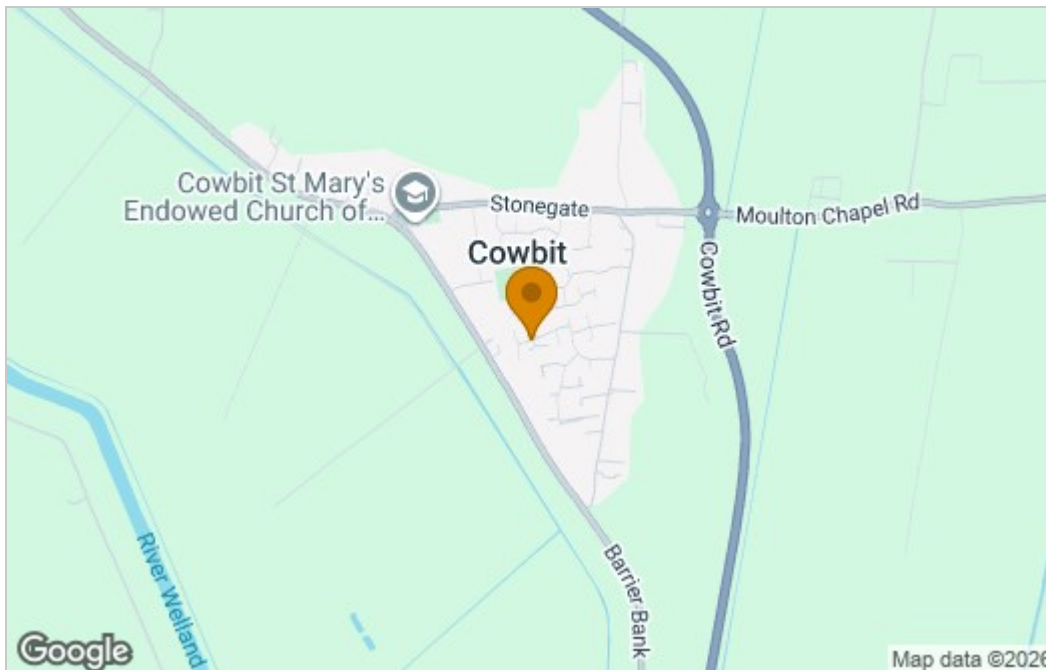 Cowbit St Mary's
Endowed Church of...
Stonegate
Moulton Chapel Rd
Cowbit
Cowbit Rd
Barrier Bank
River Welland
Google
Map data ©2026